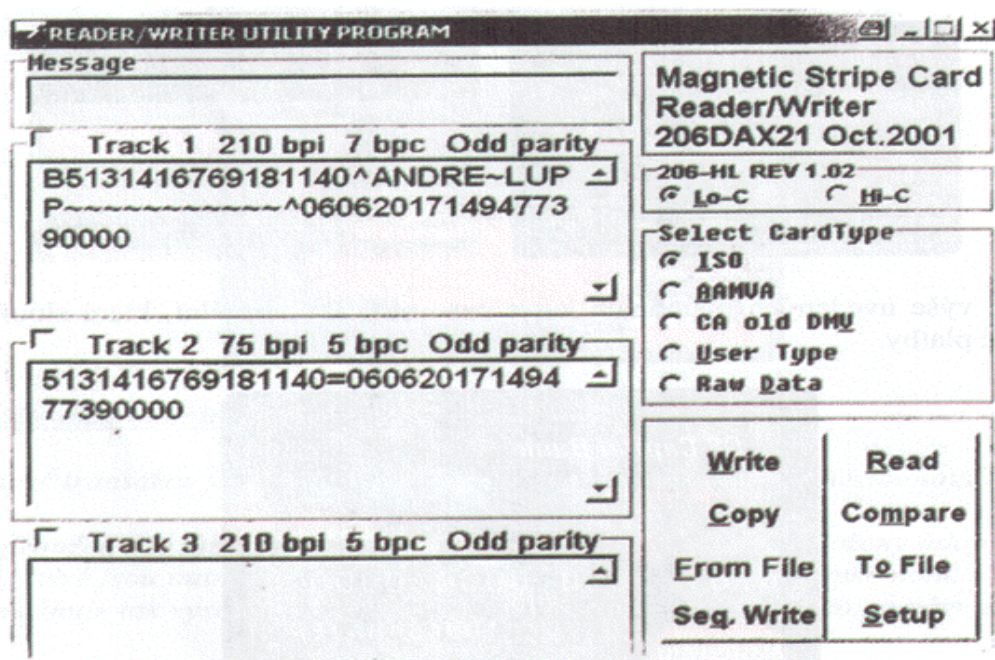 READER/WRITER UTILITY PROGRAM
Message
Track 1 210 bpi 7 bpc Odd parity
B5131416769181140^ANDRE~LUP
P~~~~~~~~~~~~^060620171494773
90000
Track 2 75 bpi 5 bpc Odd parity
5131416769181140=060620171494
77390000
Track 3 210 bpi 5 bpc Odd parity
Magnetic Stripe Card
Reader/Writer
206DAX21 Oct.2001
206-HL REV 1.02
Lo-C Hi-C
Select CardType
ISO
AAMVA
CA old DMV
User Type
Raw Data
Write Read
Copy Compare
From File To File
Seq. Write Setup